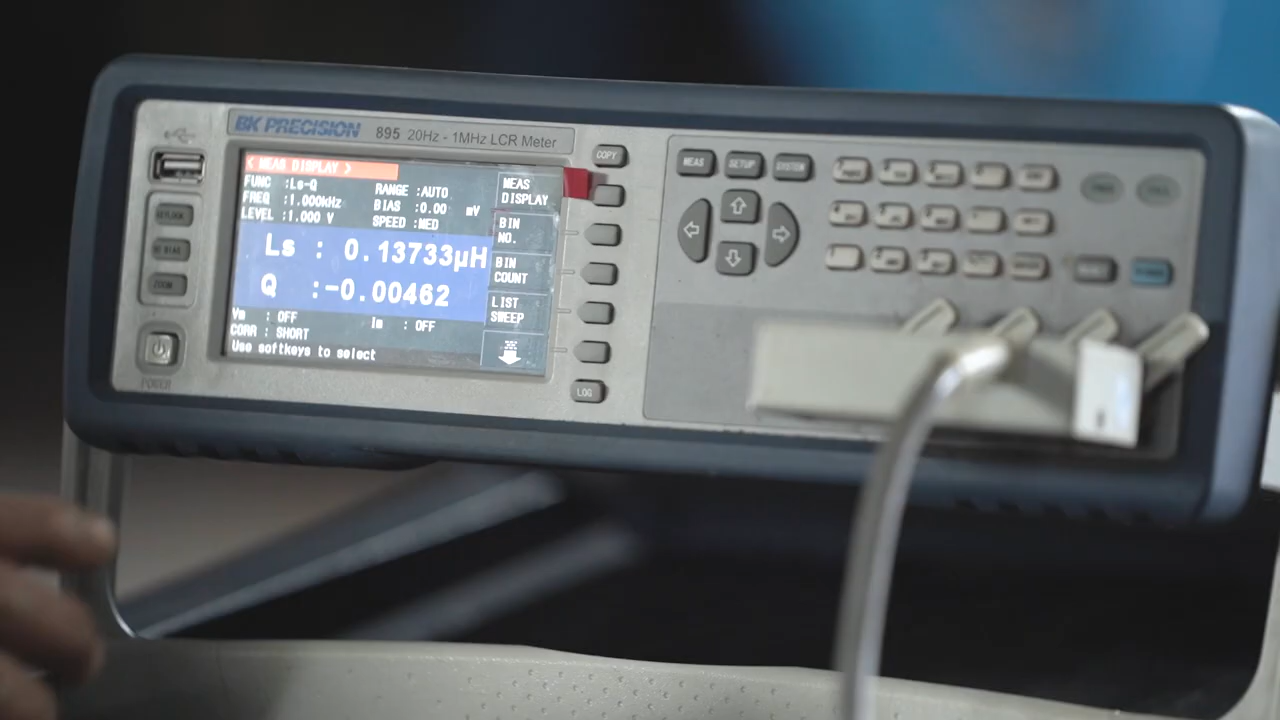 BK PRECISION 895 20Hz - 1MHz LCR Meter
< MEAS DISPLAY >
FUNC :Ls-Q
RANGE :AUTO
FREQ :1.000kHz
BIAS :0.00 mV
LEVEL :1.000 V
SPEED :MED
Ls : 0.13733µH
Q :-0.00462
Vm : OFF
Im : OFF
CORR : SHORT
Use softkeys to select
MEAS
DISPLAY
BIN
NO.
BIN
COUNT
LIST
SWEEP
COPY
LOG
MEAS
SETUP
SYSTEM
ZOOM
POWER